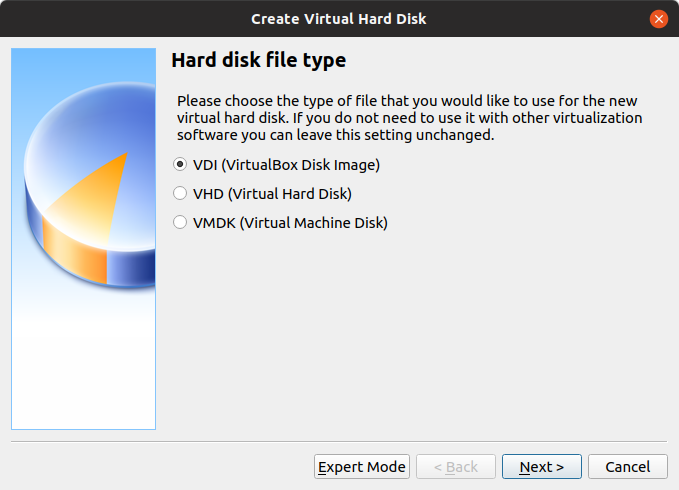 Create Virtual Hard Disk
Hard disk file type
Please choose the type of file that you would like to use for the new
virtual hard disk. If you do not need to use it with other virtualization
software you can leave this setting unchanged.
VDI (VirtualBox Disk Image)
VHD (Virtual Hard Disk)
VMDK (Virtual Machine Disk)
Expert Mode
< Back
Next >
Cancel